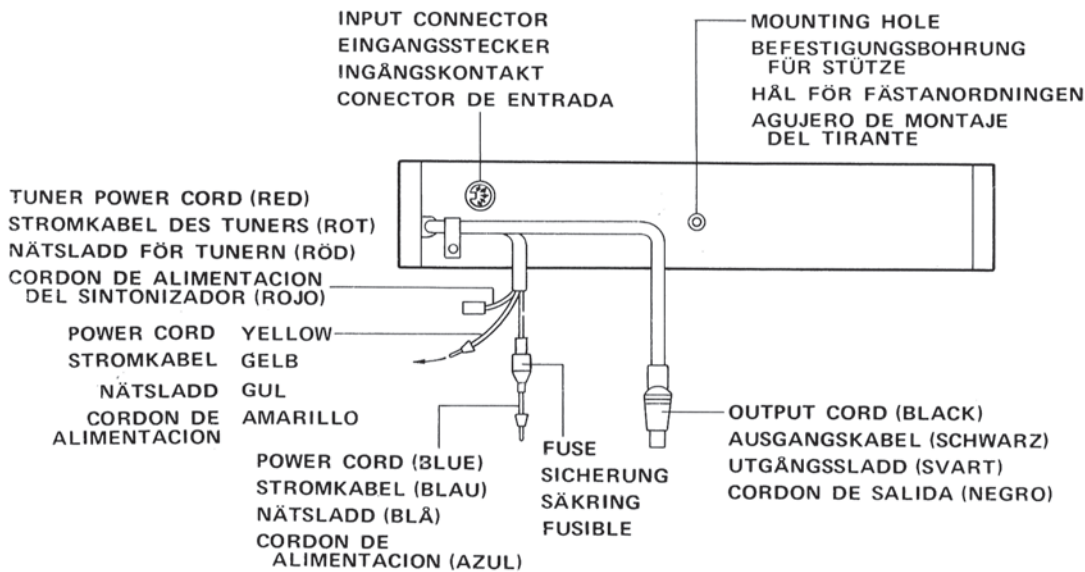 INPUT CONNECTOR
EINGANGSSTECKER
INGÅNGSKONTAKT
CONECTOR DE ENTRADA
MOUNTING HOLE
BEFESTIGUNGSBOHRUNG
FÜR STÜTZE
HÅL FÖR FÄSTANORDNINGEN
AGUJERO DE MONTAJE
DEL TIRANTE
TUNER POWER CORD (RED)
STROMKABEL DES TUNERS (ROT)
NÄTSLADD FÖR TUNERN (RÖD)
CORDON DE ALIMENTACION
DEL SINTONIZADOR (ROJO)
POWER CORD YELLOW
STROMKABEL GELB
NÄTSLADD GUL
CORDON DE AMARILLO
ALIMENTACION
POWER CORD (BLUE)
STROMKABEL (BLAU)
NÄTSLADD (BLÅ)
CORDON DE
ALIMENTACION (AZUL)
FUSE
SICHERUNG
SÄKRING
FUSIBLE
OUTPUT CORD (BLACK)
AUSGANGSKABEL (SCHWARZ)
UTGÅNGSSLADD (SVART)
CORDON DE SALIDA (NEGRO)